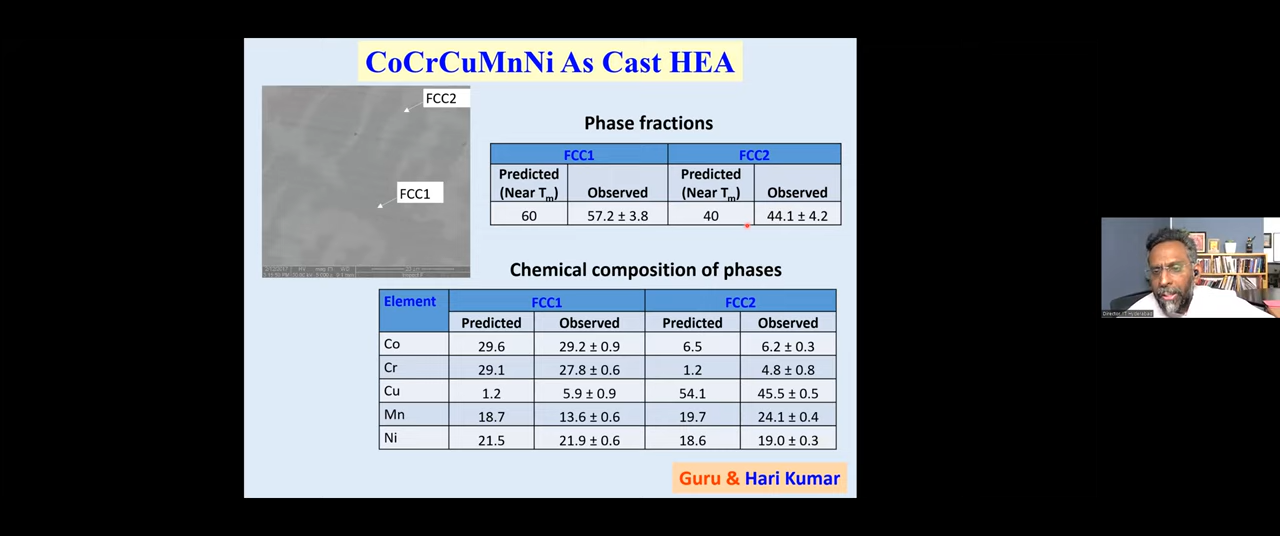 CoCrCuMnNi As Cast HEA
FCC2
FCC1
Phase fractions
FCC1 FCC2
Predicted (Near Tm) Observed Predicted (Near Tm) Observed
60 57.2 ± 3.8 40 44.1 ± 4.2
Chemical composition of phases
Element FCC1 FCC2
Predicted Observed Predicted Observed
Co 29.6 29.2 ± 0.9 6.5 6.2 ± 0.3
Cr 29.1 27.8 ± 0.6 1.2 4.8 ± 0.8
Cu 1.2 5.9 ± 0.9 54.1 45.5 ± 0.5
Mn 18.7 13.6 ± 0.6 19.7 24.1 ± 0.4
Ni 21.5 21.9 ± 0.6 18.6 19.0 ± 0.3
Guru & Hari Kumar
Director, IIT Hyderabad